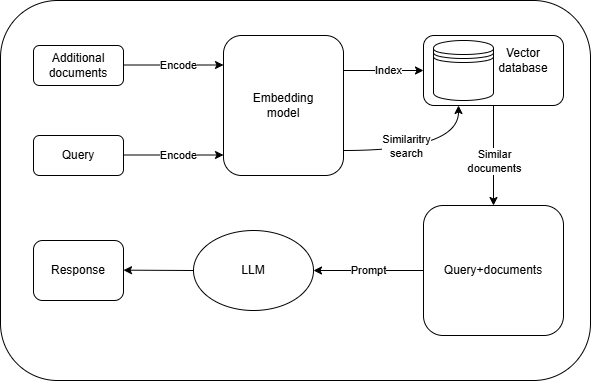 Additional
documents
Encode
Embedding
model
Index
Vector
database
Query
Encode
Similaritry
search
Similar
documents
Response
LLM
Prompt
Query+documents